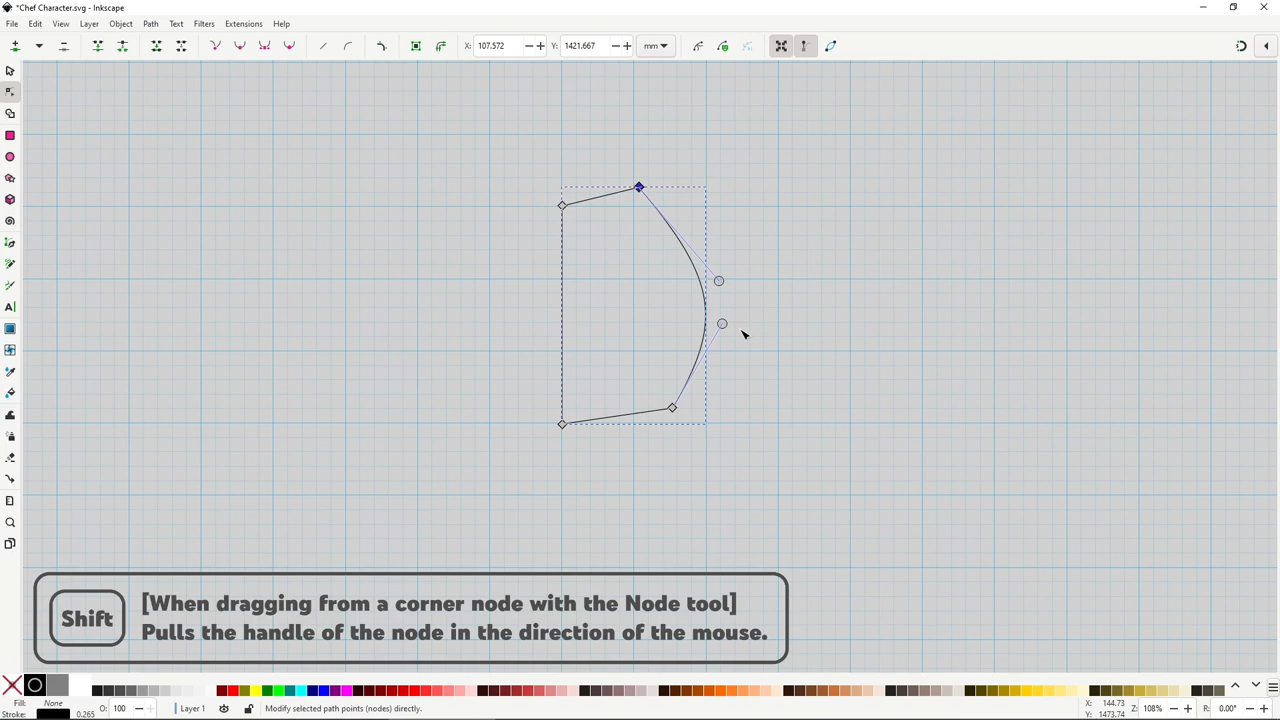 *Chef Character.svg - Inkscape
File Edit View Layer Object Path Text Filters Extensions Help
X: 107.572 Y: 1421.667 mm
Shift
[When dragging from a corner node with the Node tool]
Pulls the handle of the node in the direction of the mouse.
Fill: None
Stroke: 0.265
O: 100
Layer 1
Modify selected path points (nodes) directly.
X: 144.73
Y: 1473.74
Z: 108%
R: 0.00°